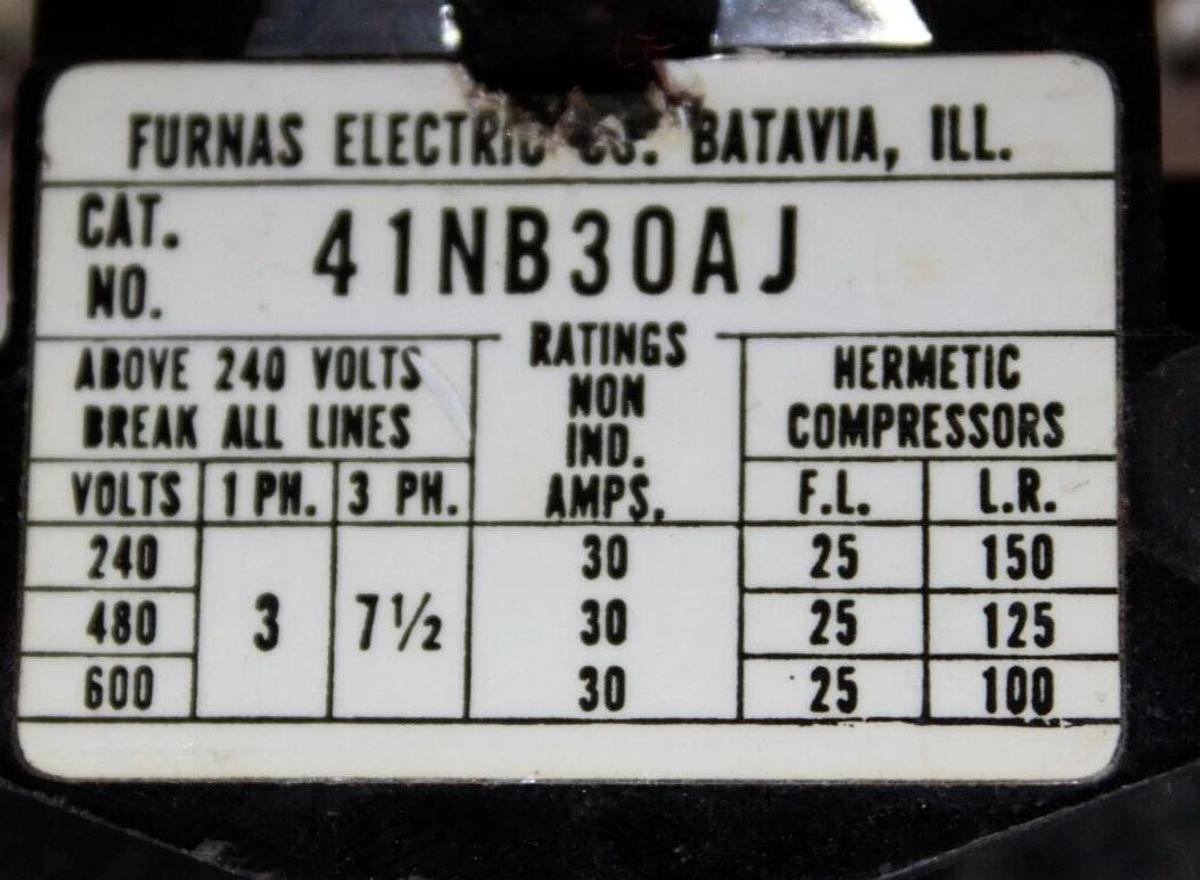 FURNAS ELECTRIC CO. BATAVIA, ILL.
CAT. NO. 41NB30AJ
ABOVE 240 VOLTS
BREAK ALL LINES
RATINGS
NON
IND.
AMPS.
HERMETIC
COMPRESSORS
VOLTS 1 PH. 3 PH. F.L. L.R.
240 30 25 150
480 3 7 1/2 30 25 125
600 30 25 100